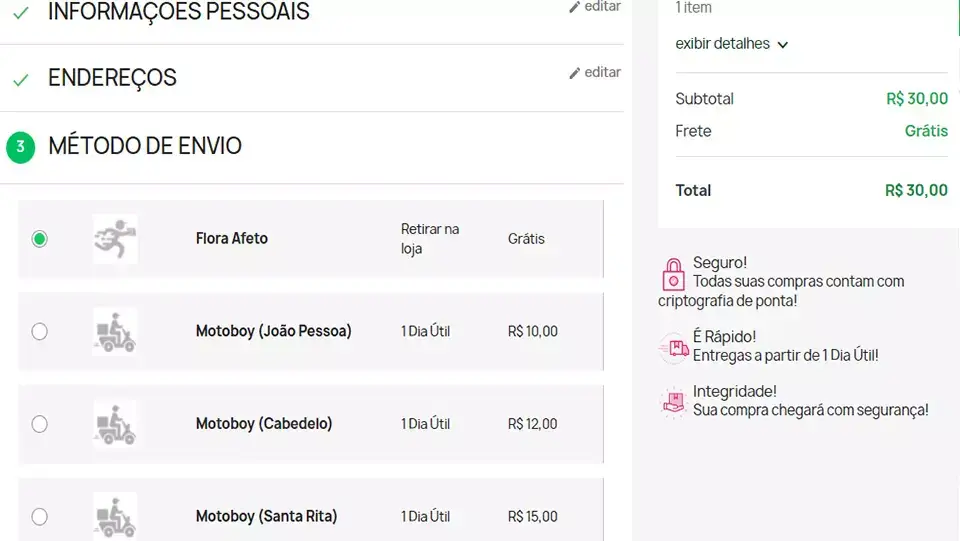 INFORMAÇÕES PESSOAIS
editar
ENDEREÇOS
editar
3 MÉTODO DE ENVIO
Flora Afeto
Retirar na
loja
Grátis
Motoboy (João Pessoa)
1 Dia Útil
R$ 10,00
Motoboy (Cabedelo)
1 Dia Útil
R$ 12,00
Motoboy (Santa Rita)
1 Dia Útil
R$ 15,00
1 item
exibir detalhes
Subtotal
R$ 30,00
Frete
Grátis
Total
R$ 30,00
Seguro!
Todas suas compras contam com
criptografia de ponta!
É Rápido!
Entregas a partir de 1 Dia Útil!
Integridade!
Sua compra chegará com segurança!